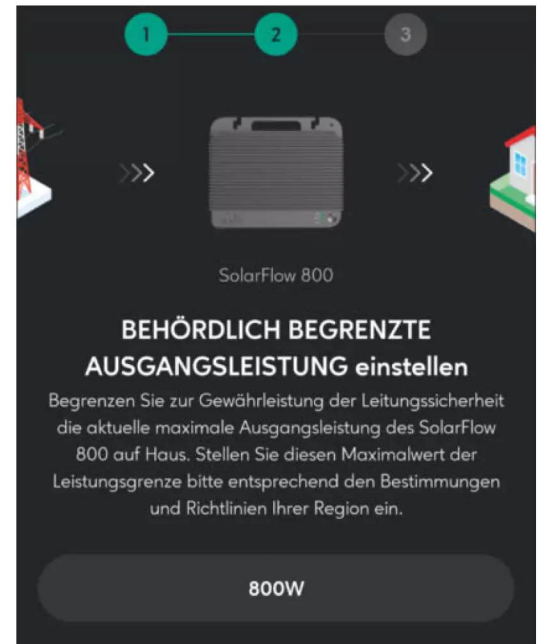 1 2 3
SolarFlow 800
BEHÖRDLICH BEGRENZTE
AUSGANGSLEISTUNG einstellen
Begrenzen Sie zur Gewährleistung der Leitungssicherheit
die aktuelle maximale Ausgangsleistung des SolarFlow
800 auf Haus. Stellen Sie diesen Maximalwert der
Leistungsgrenze bitte entsprechend den Bestimmungen
und Richtlinien Ihrer Region ein.
800W